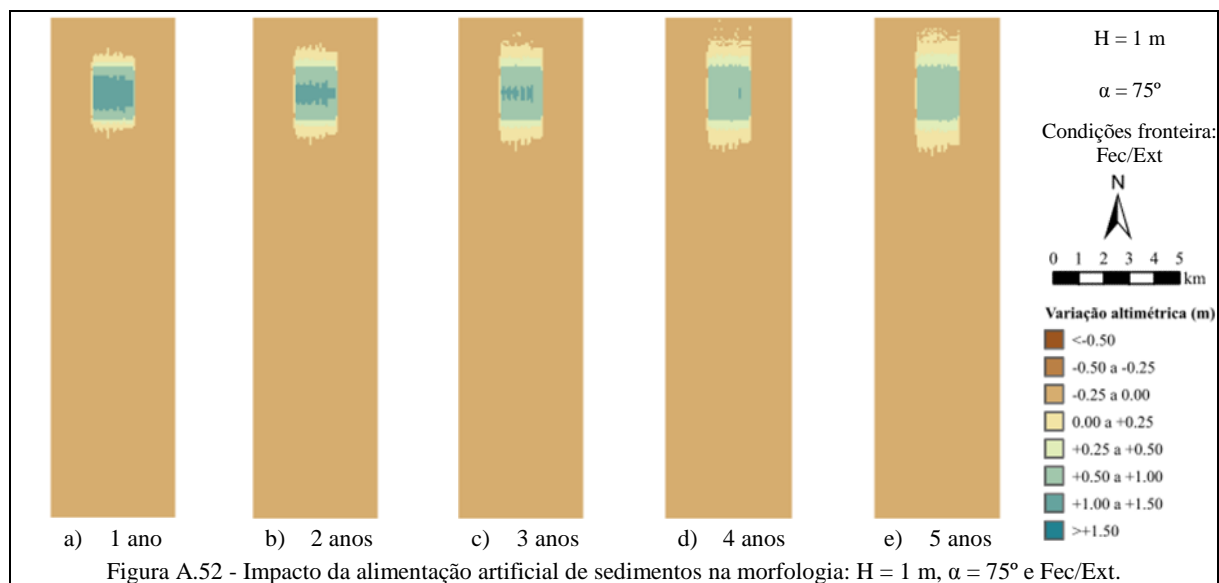 H = 1 m
α = 75º
Condições fronteira:
Fec/Ext
N
0 1 2 3 4 5
km
Variação altimétrica (m)
<-0.50
-0.50 a -0.25
-0.25 a 0.00
0.00 a +0.25
+0.25 a +0.50
+0.50 a +1.00
+1.00 a +1.50
>+1.50
a) 1 ano b) 2 anos c) 3 anos d) 4 anos e) 5 anos
Figura A.52 - Impacto da alimentação artificial de sedimentos na morfologia: H = 1 m, α = 75º e Fec/Ext.